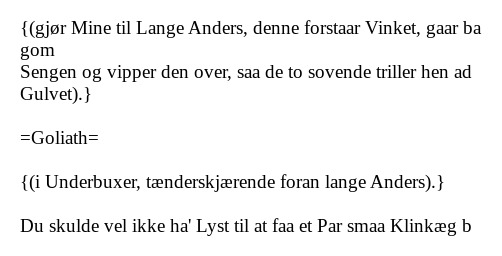 {(gjør Mine til Lange Anders, denne forstaar Vinket, gaar ba
gom
Sengen og vipper den over, saa de to sovende triller hen ad
Gulvet).}
=Goliath=
{(i Underbuxer, tænderskjærende foran lange Anders).}
Du skulde vel ikke ha' Lyst til at faa et Par smaa Klinkæg b